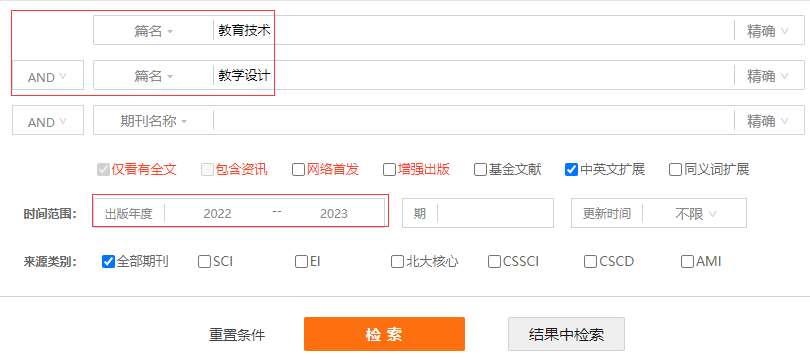 篇名 教育技术 精确
AND 篇名 教学设计 精确
AND 期刊名称 精确
仅看有全文 包含资讯 网络首发 增强出版 基金文献 中英文扩展 同义词扩展
时间范围: 出版年度 2022 -- 2023 期 更新时间 不限
来源类别: 全部期刊 SCI EI 北大核心 CSSCI CSCD AMI
重置条件 检索 结果中检索